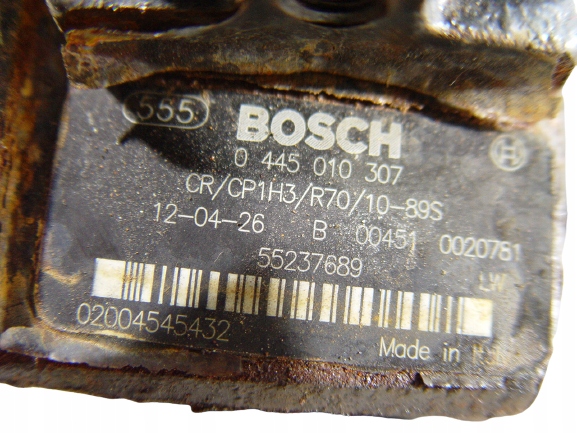 555
BOSCH
0 445 010 307
CR/CP1H3/R70/10-89S
12-04-26 B 00451 0020781
55237689
LW
02004545432
Made in